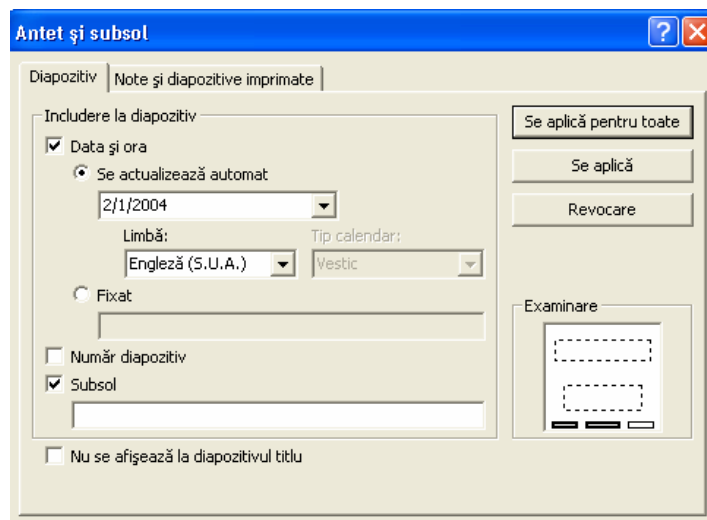 Antet şi subsol
Diapozitiv
Note şi diapozitive imprimate
Includere la diapozitiv
Data şi ora
Se actualizează automat
2/1/2004
Limbă:
Tip calendar:
Engleză (S.U.A.)
Vestic
Fixat
Număr diapozitiv
Subsol
Nu se afişează la diapozitivul titlu
Se aplică pentru toate
Se aplică
Revocare
Examinare